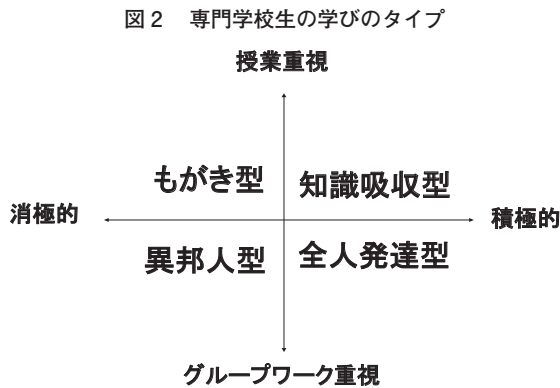 図2　専門学校生の学びのタイプ
授業重視
もがき型　知識吸収型
消極的　積極的
異邦人型　全人発達型
グループワーク重視